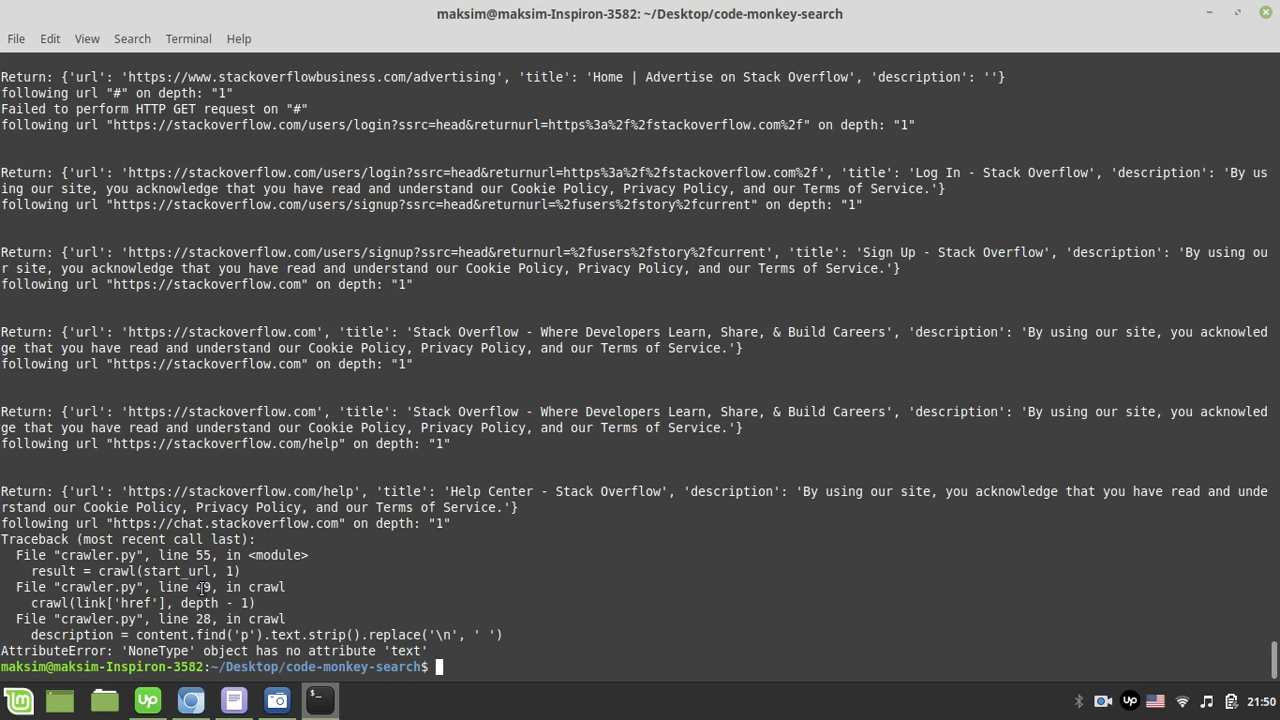 maksim@maksim-Inspiron-3582: ~/Desktop/code-monkey-search
File Edit View Search Terminal Help
Return: {'url': 'https://www.stackoverflowbusiness.com/advertising', 'title': 'Home | Advertise on Stack Overflow', 'description': ''}
following url "#" on depth: "1"
Failed to perform HTTP GET request on "#"
following url "https://stackoverflow.com/users/login?ssrc=head&returnurl=https%3a%2f%2fstackoverflow.com%2f" on depth: "1"
Return: {'url': 'https://stackoverflow.com/users/login?ssrc=head&returnurl=https%3a%2f%2fstackoverflow.com%2f', 'title': 'Log In - Stack Overflow', 'description': 'By us
ing our site, you acknowledge that you have read and understand our Cookie Policy, Privacy Policy, and our Terms of Service.'}
following url "https://stackoverflow.com/users/signup?ssrc=head&returnurl=%2fusers%2fstory%2fcurrent" on depth: "1"
Return: {'url': 'https://stackoverflow.com/users/signup?ssrc=head&returnurl=%2fusers%2fstory%2fcurrent', 'title': 'Sign Up - Stack Overflow', 'description': 'By using ou
r site, you acknowledge that you have read and understand our Cookie Policy, Privacy Policy, and our Terms of Service.'}
following url "https://stackoverflow.com" on depth: "1"
Return: {'url': 'https://stackoverflow.com', 'title': 'Stack Overflow - Where Developers Learn, Share, & Build Careers', 'description': 'By using our site, you acknowled
ge that you have read and understand our Cookie Policy, Privacy Policy, and our Terms of Service.'}
following url "https://stackoverflow.com" on depth: "1"
Return: {'url': 'https://stackoverflow.com', 'title': 'Stack Overflow - Where Developers Learn, Share, & Build Careers', 'description': 'By using our site, you acknowled
ge that you have read and understand our Cookie Policy, Privacy Policy, and our Terms of Service.'}
following url "https://stackoverflow.com/help" on depth: "1"
Return: {'url': 'https://stackoverflow.com/help', 'title': 'Help Center - Stack Overflow', 'description': 'By using our site, you acknowledge that you have read and unde
rstand our Cookie Policy, Privacy Policy, and our Terms of Service.'}
following url "https://chat.stackoverflow.com" on depth: "1"
Traceback (most recent call last):
  File "crawler.py", line 55, in <module>
    result = crawl(start_url, 1)
  File "crawler.py", line 49, in crawl
    crawl(link['href'], depth - 1)
  File "crawler.py", line 28, in crawl
    description = content.find('p').text.strip().replace('\n', ' ')
AttributeError: 'NoneType' object has no attribute 'text'
maksim@maksim-Inspiron-3582:~/Desktop/code-monkey-search$
up $_ up 21:50